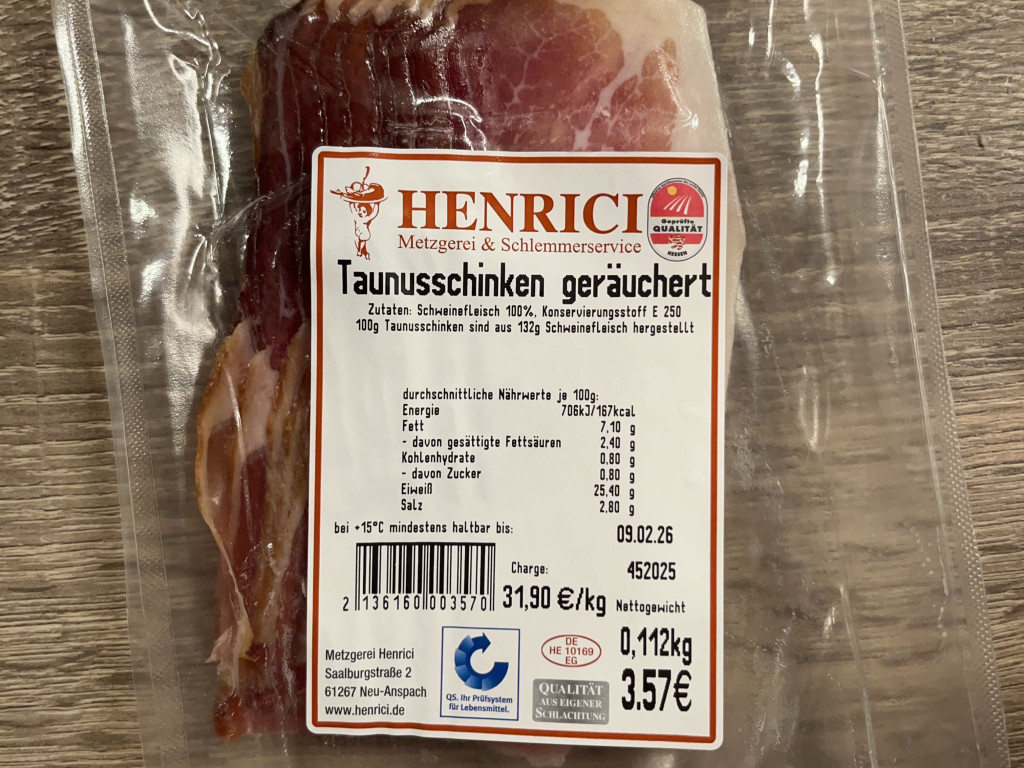 HENRICI
Metzgerei & Schlemmerservice
Geprüfte
QUALITÄT
HESSEN
Taunusschinken geräuchert
Zutaten: Schweinefleisch 100%, Konservierungsstoff E 250
100g Taunusschinken sind aus 132g Schweinefleisch hergestellt
durchschnittliche Nährwerte je 100g:
Energie 706kJ/167kcal
Fett 7,10 g
- davon gesättigte Fettsäuren 2,40 g
Kohlenhydrate 0,80 g
- davon Zucker 0,80 g
Eiweiß 25,40 g
Salz 2,80 g
bei +15°C mindestens haltbar bis: 09.02.26
Charge: 452025
2 136160 003570
31,90 €/kg
Nettogewicht
0,112kg
3.57€
Metzgerei Henrici
Saalburgstraße 2
61267 Neu-Anspach
www.henrici.de
QS. Ihr Prüfsystem
für Lebensmittel.
DE
HE 10169
EG
QUALITÄT
AUS EIGENER
SCHLACHTUNG